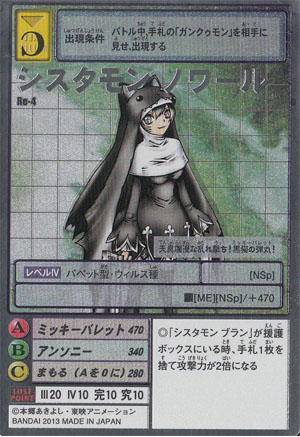 出現条件
バトル中、手札の「ガンクゥモン」を相手に
見せ、出現する
シスタモン ノワール
Re-4
天真爛漫な乱れ撃ち!黒猫の弾丸!
レベルⅣ パペット型・ウィルス種 [NSp]
■[ME][NSp]/+470
A ミッキーバレット 470
B アンソニー 340
C まもる(Aを0に) 280
LOST POINT Ⅲ20 Ⅳ10 完10 究10
◎「シスタモン ブラン」が援護
ボックスにいる時、手札1枚を
捨て攻撃力が2倍になる
©本郷あきよし・東映アニメーション
BANDAI 2013 MADE IN JAPAN